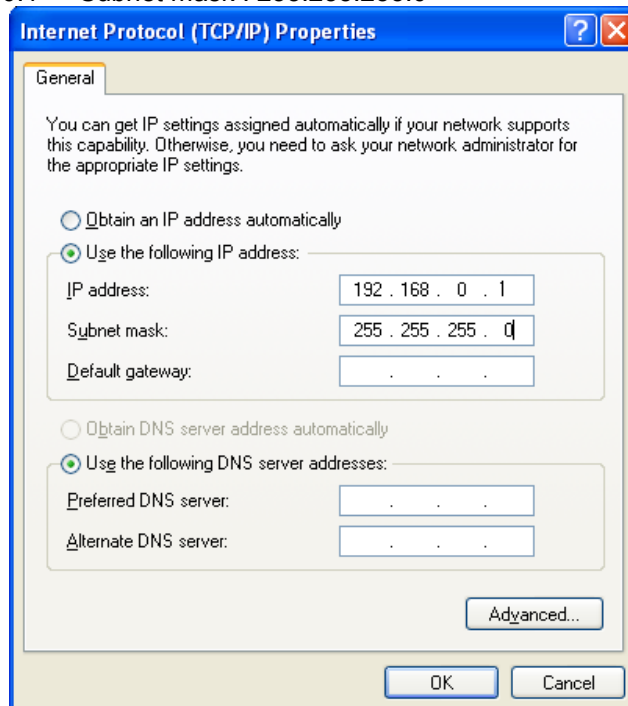 Internet Protocol (TCP/IP) Properties
General
You can get IP settings assigned automatically if your network supports
this capability. Otherwise, you need to ask your network administrator for
the appropriate IP settings.
Obtain an IP address automatically
Use the following IP address:
IP address: 192 . 168 . 0 . 1
Subnet mask: 255 . 255 . 255 . 0
Default gateway: . . .
Obtain DNS server address automatically
Use the following DNS server addresses:
Preferred DNS server: . . .
Alternate DNS server: . . .
Advanced...
OK Cancel